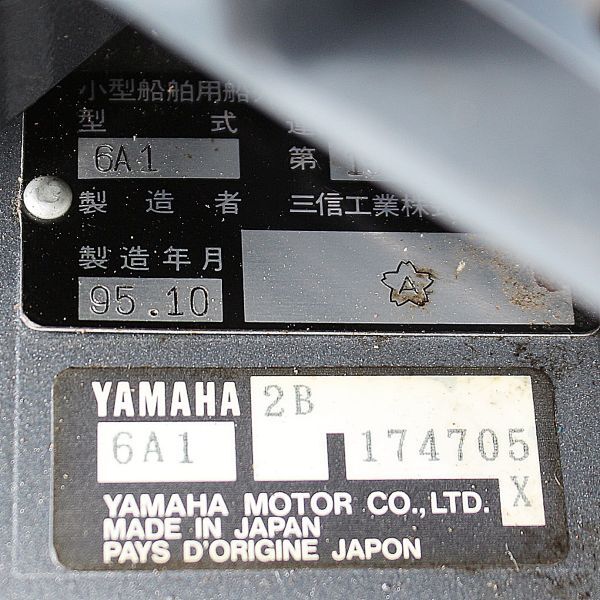 小型船舶用船
型 式
6A1 第 1
製造者 三信工業株式
製造年月
95.10
A
YAMAHA 2B
6A1 174705
X
YAMAHA MOTOR CO.,LTD.
MADE IN JAPAN
PAYS D'ORIGINE JAPON